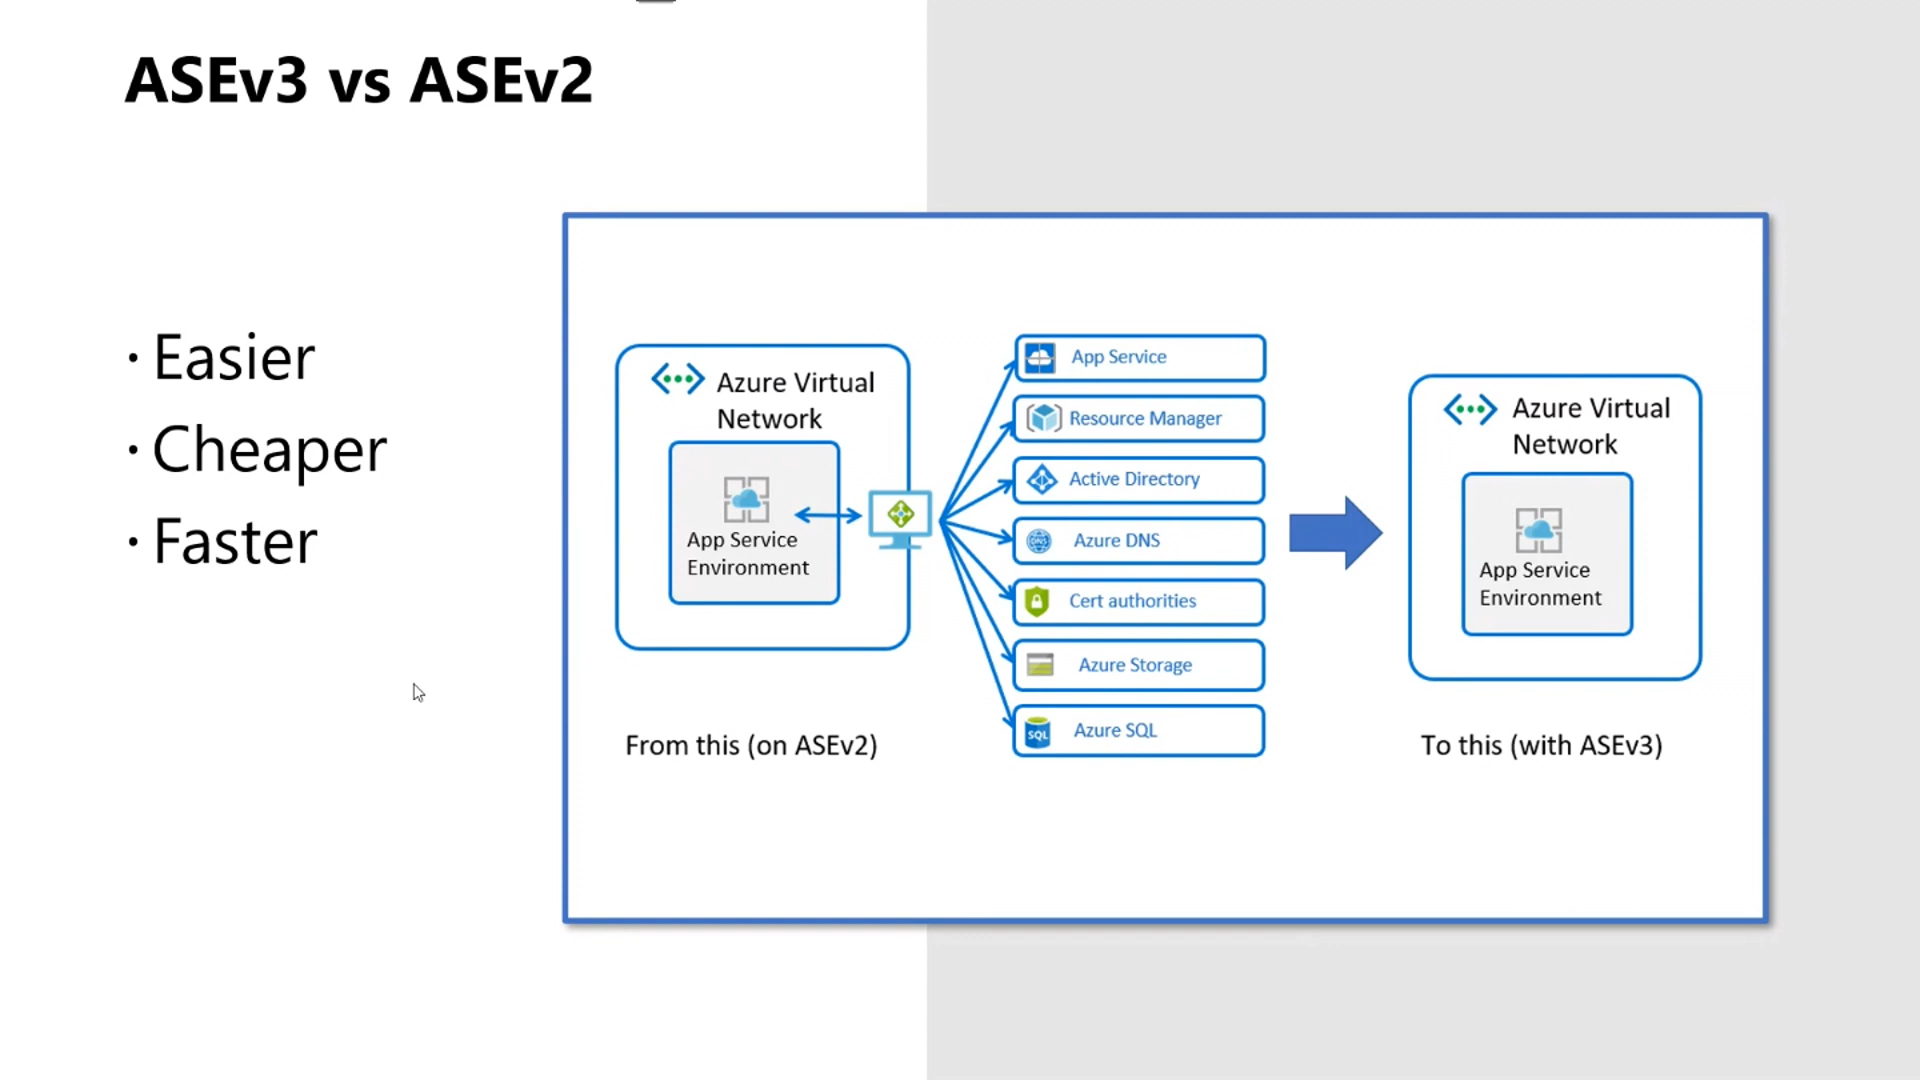 ASEv3 vs ASEv2
· Easier
· Cheaper
· Faster
Azure Virtual
Network
App Service
Environment
From this (on ASEv2)
App Service
Resource Manager
Active Directory
DNS
Azure DNS
Cert authorities
Azure Storage
SQL
Azure SQL
Azure Virtual
Network
App Service
Environment
To this (with ASEv3)